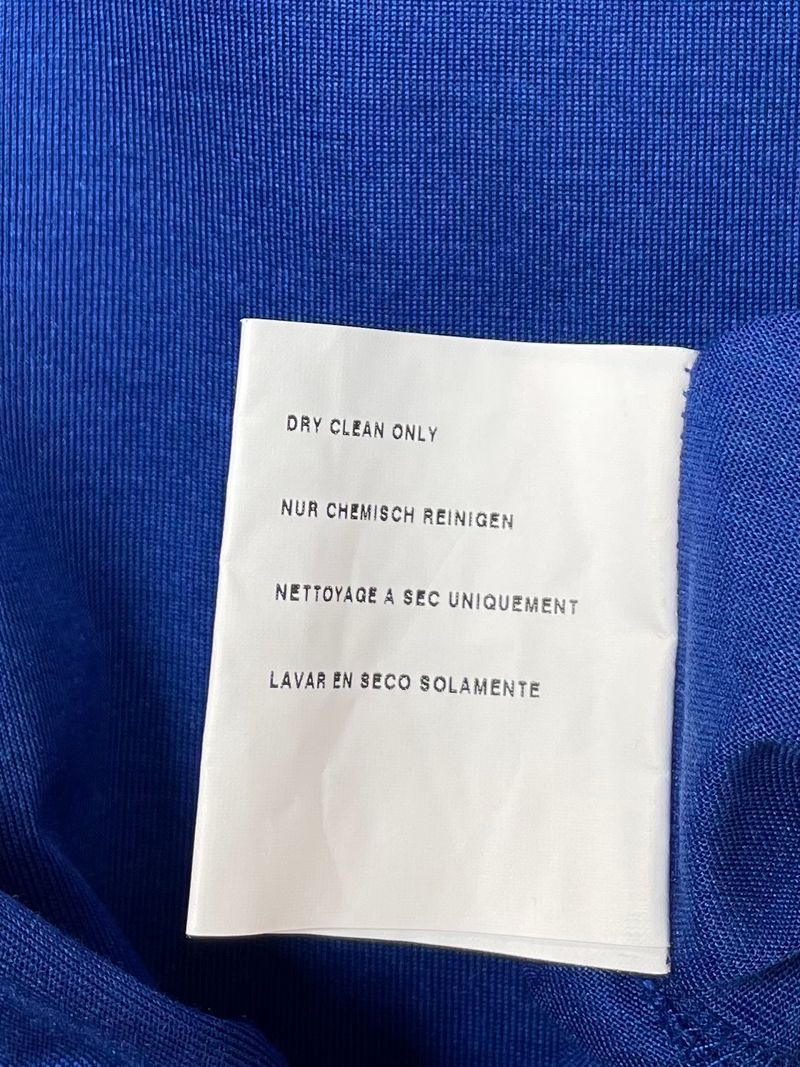 DRY CLEAN ONLY
NUR CHEMISCH REINIGEN
NETTOYAGE A SEC UNIQUEMENT
LAVAR EN SECO SOLAMENTE